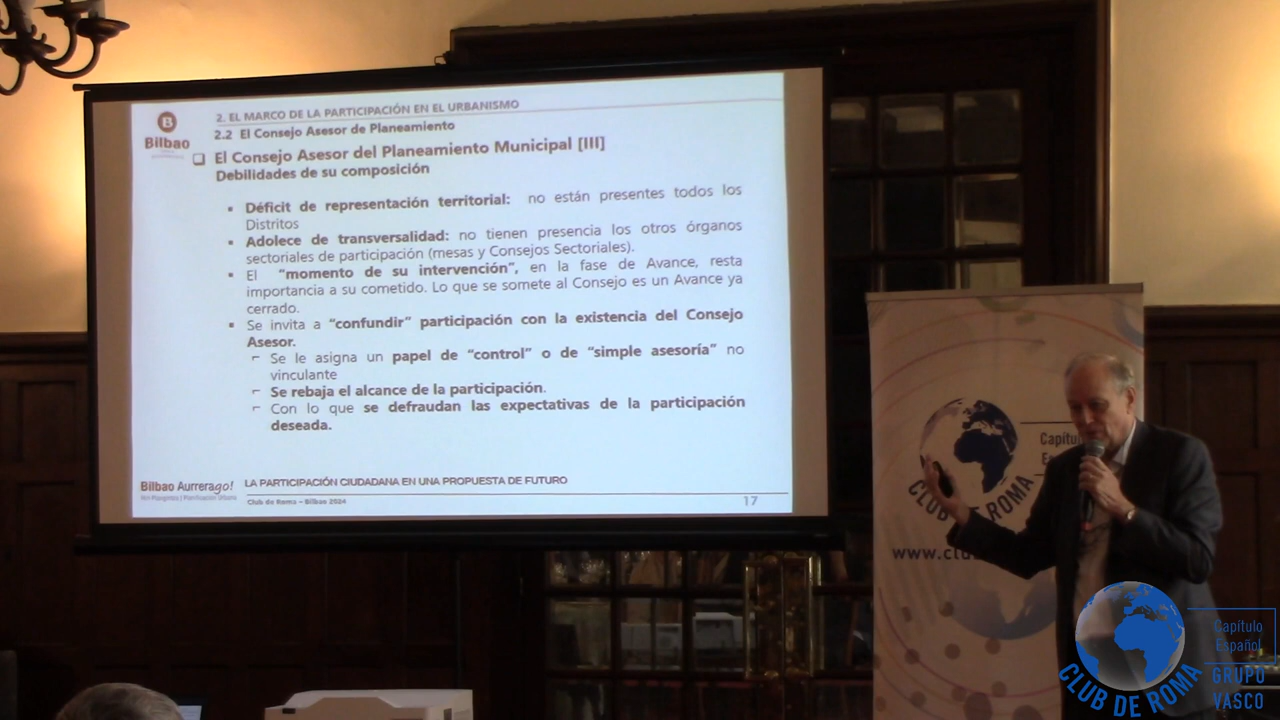 2. EL MARCO DE LA PARTICIPACIÓN EN EL URBANISMO
2.2 El Consejo Asesor de Planeamiento
B
Bilbao
El Consejo Asesor del Planeamiento Municipal [III]
Debilidades de su composición
Déficit de representación territorial: no están presentes todos los
Distritos
Adolece de transversalidad: no tienen presencia los otros órganos
sectoriales de participación (mesas y Consejos Sectoriales).
El “momento de su intervención”, en la fase de Avance, resta
importancia a su cometido. Lo que se somete al Consejo es un Avance ya
cerrado.
Se invita a “confundir” participación con la existencia del Consejo
Asesor.
Se le asigna un papel de “control” o de “simple asesoría” no
vinculante
Se rebaja el alcance de la participación.
Con lo que se defraudan las expectativas de la participación
deseada.
Bilbao Aurrerago!
LA PARTICIPACIÓN CIUDADANA EN UNA PROPUESTA DE FUTURO
Club de Roma – Bilbao 2024
17
CLUB DE ROMA
www.
Capítulo
Español
GRUPO
VASCO
CLUB DE ROMA